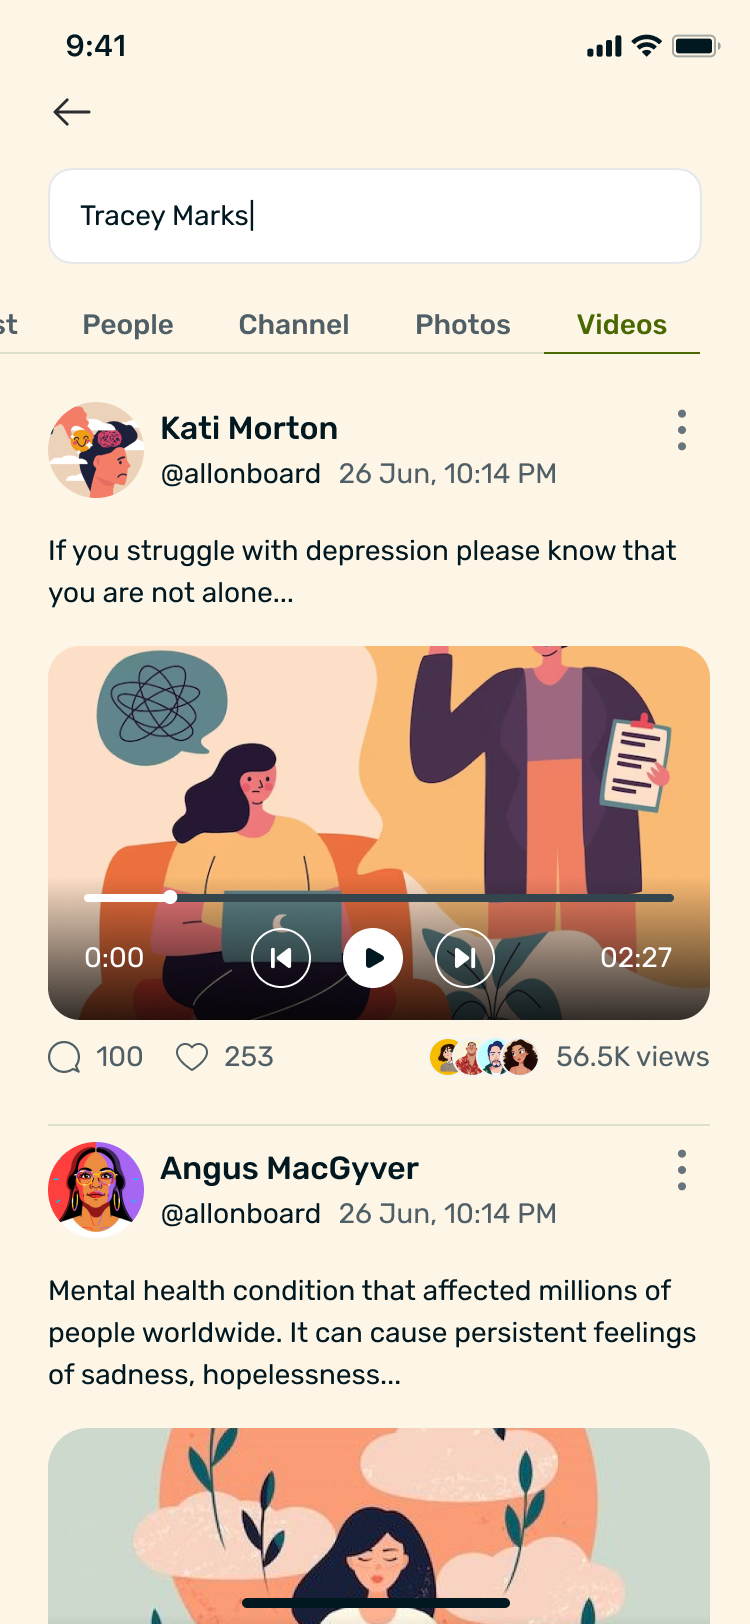 9:41
Tracey Marks
st People Channel Photos Videos
Kati Morton
@allonboard 26 Jun, 10:14 PM
If you struggle with depression please know that
you are not alone...
0:00 02:27
100 253 56.5K views
Angus MacGyver
@allonboard 26 Jun, 10:14 PM
Mental health condition that affected millions of
people worldwide. It can cause persistent feelings
of sadness, hopelessness...